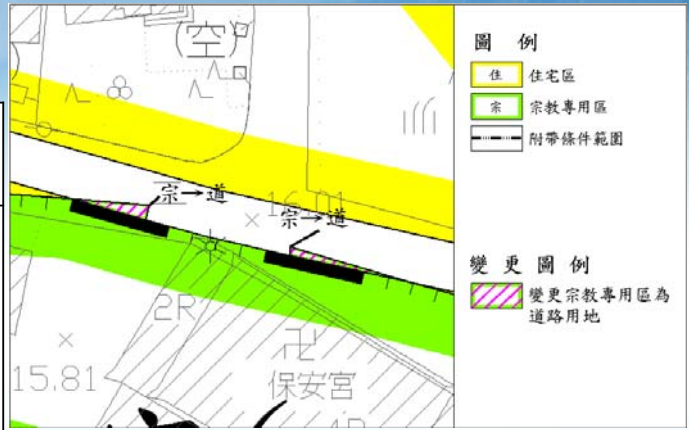 (空)
宗→道
16.01
宗→道
2R
卍
保安宮
15.81
圖 例
住 住宅區
宗 宗教專用區
附帶條件範圍
變 更 圖 例
變更宗教專用區為
道路用地